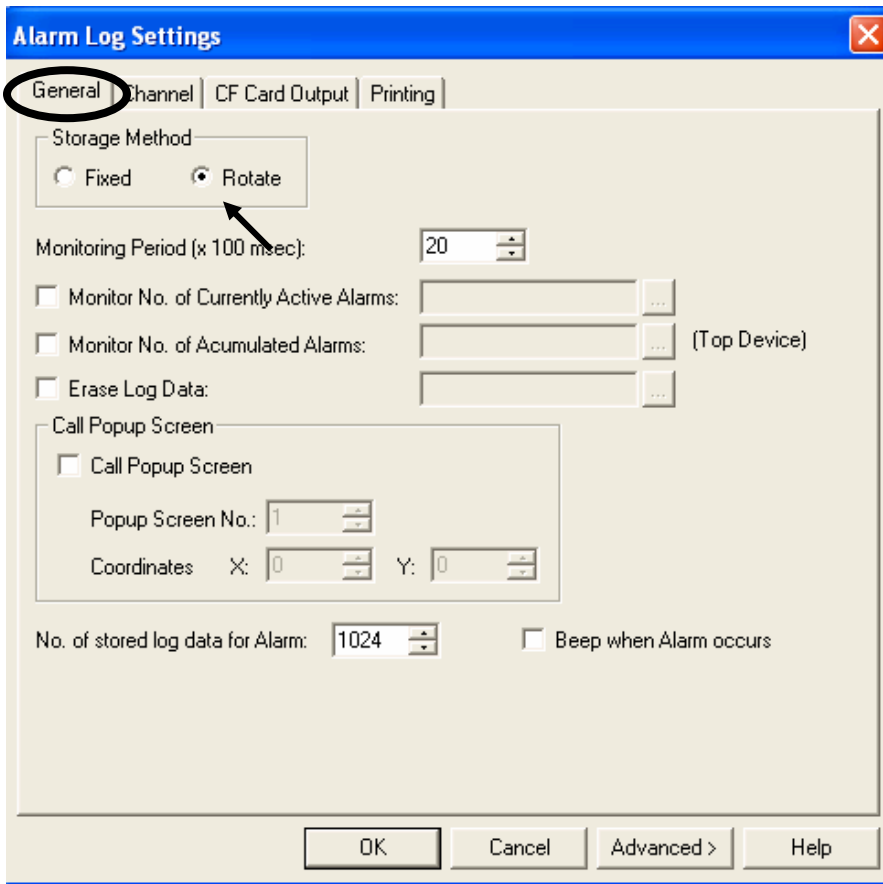 Alarm Log Settings
General Channel CF Card Output Printing
Storage Method
Fixed Rotate
Monitoring Period (x 100 msec): 20
Monitor No. of Currently Active Alarms: ...
Monitor No. of Acumulated Alarms: ... (Top Device)
Erase Log Data: ...
Call Popup Screen
Call Popup Screen
Popup Screen No.: 1
Coordinates X: 0 Y: 0
No. of stored log data for Alarm: 1024 Beep when Alarm occurs
OK Cancel Advanced > Help